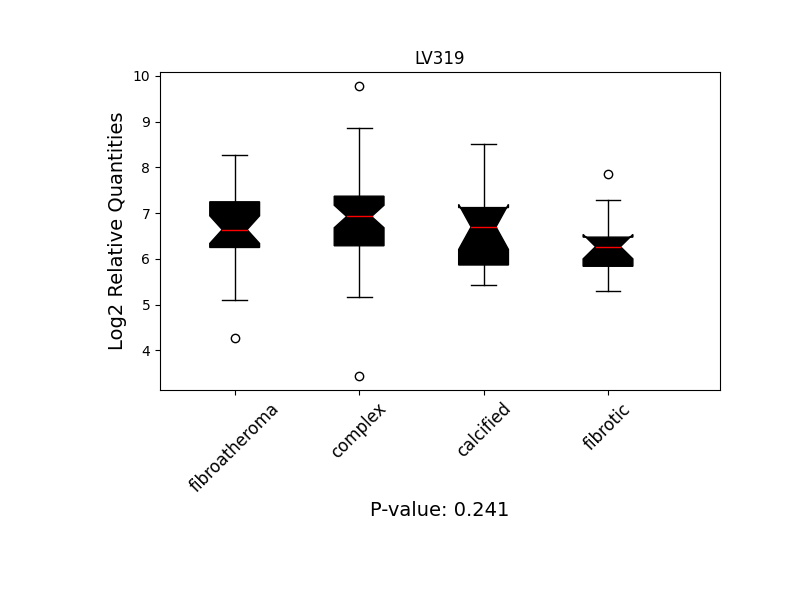 LV319
Log2 Relative Quantities
10
9
8
7
6
5
4
fibroatheroma
complex
calcified
fibrotic
P-value: 0.241